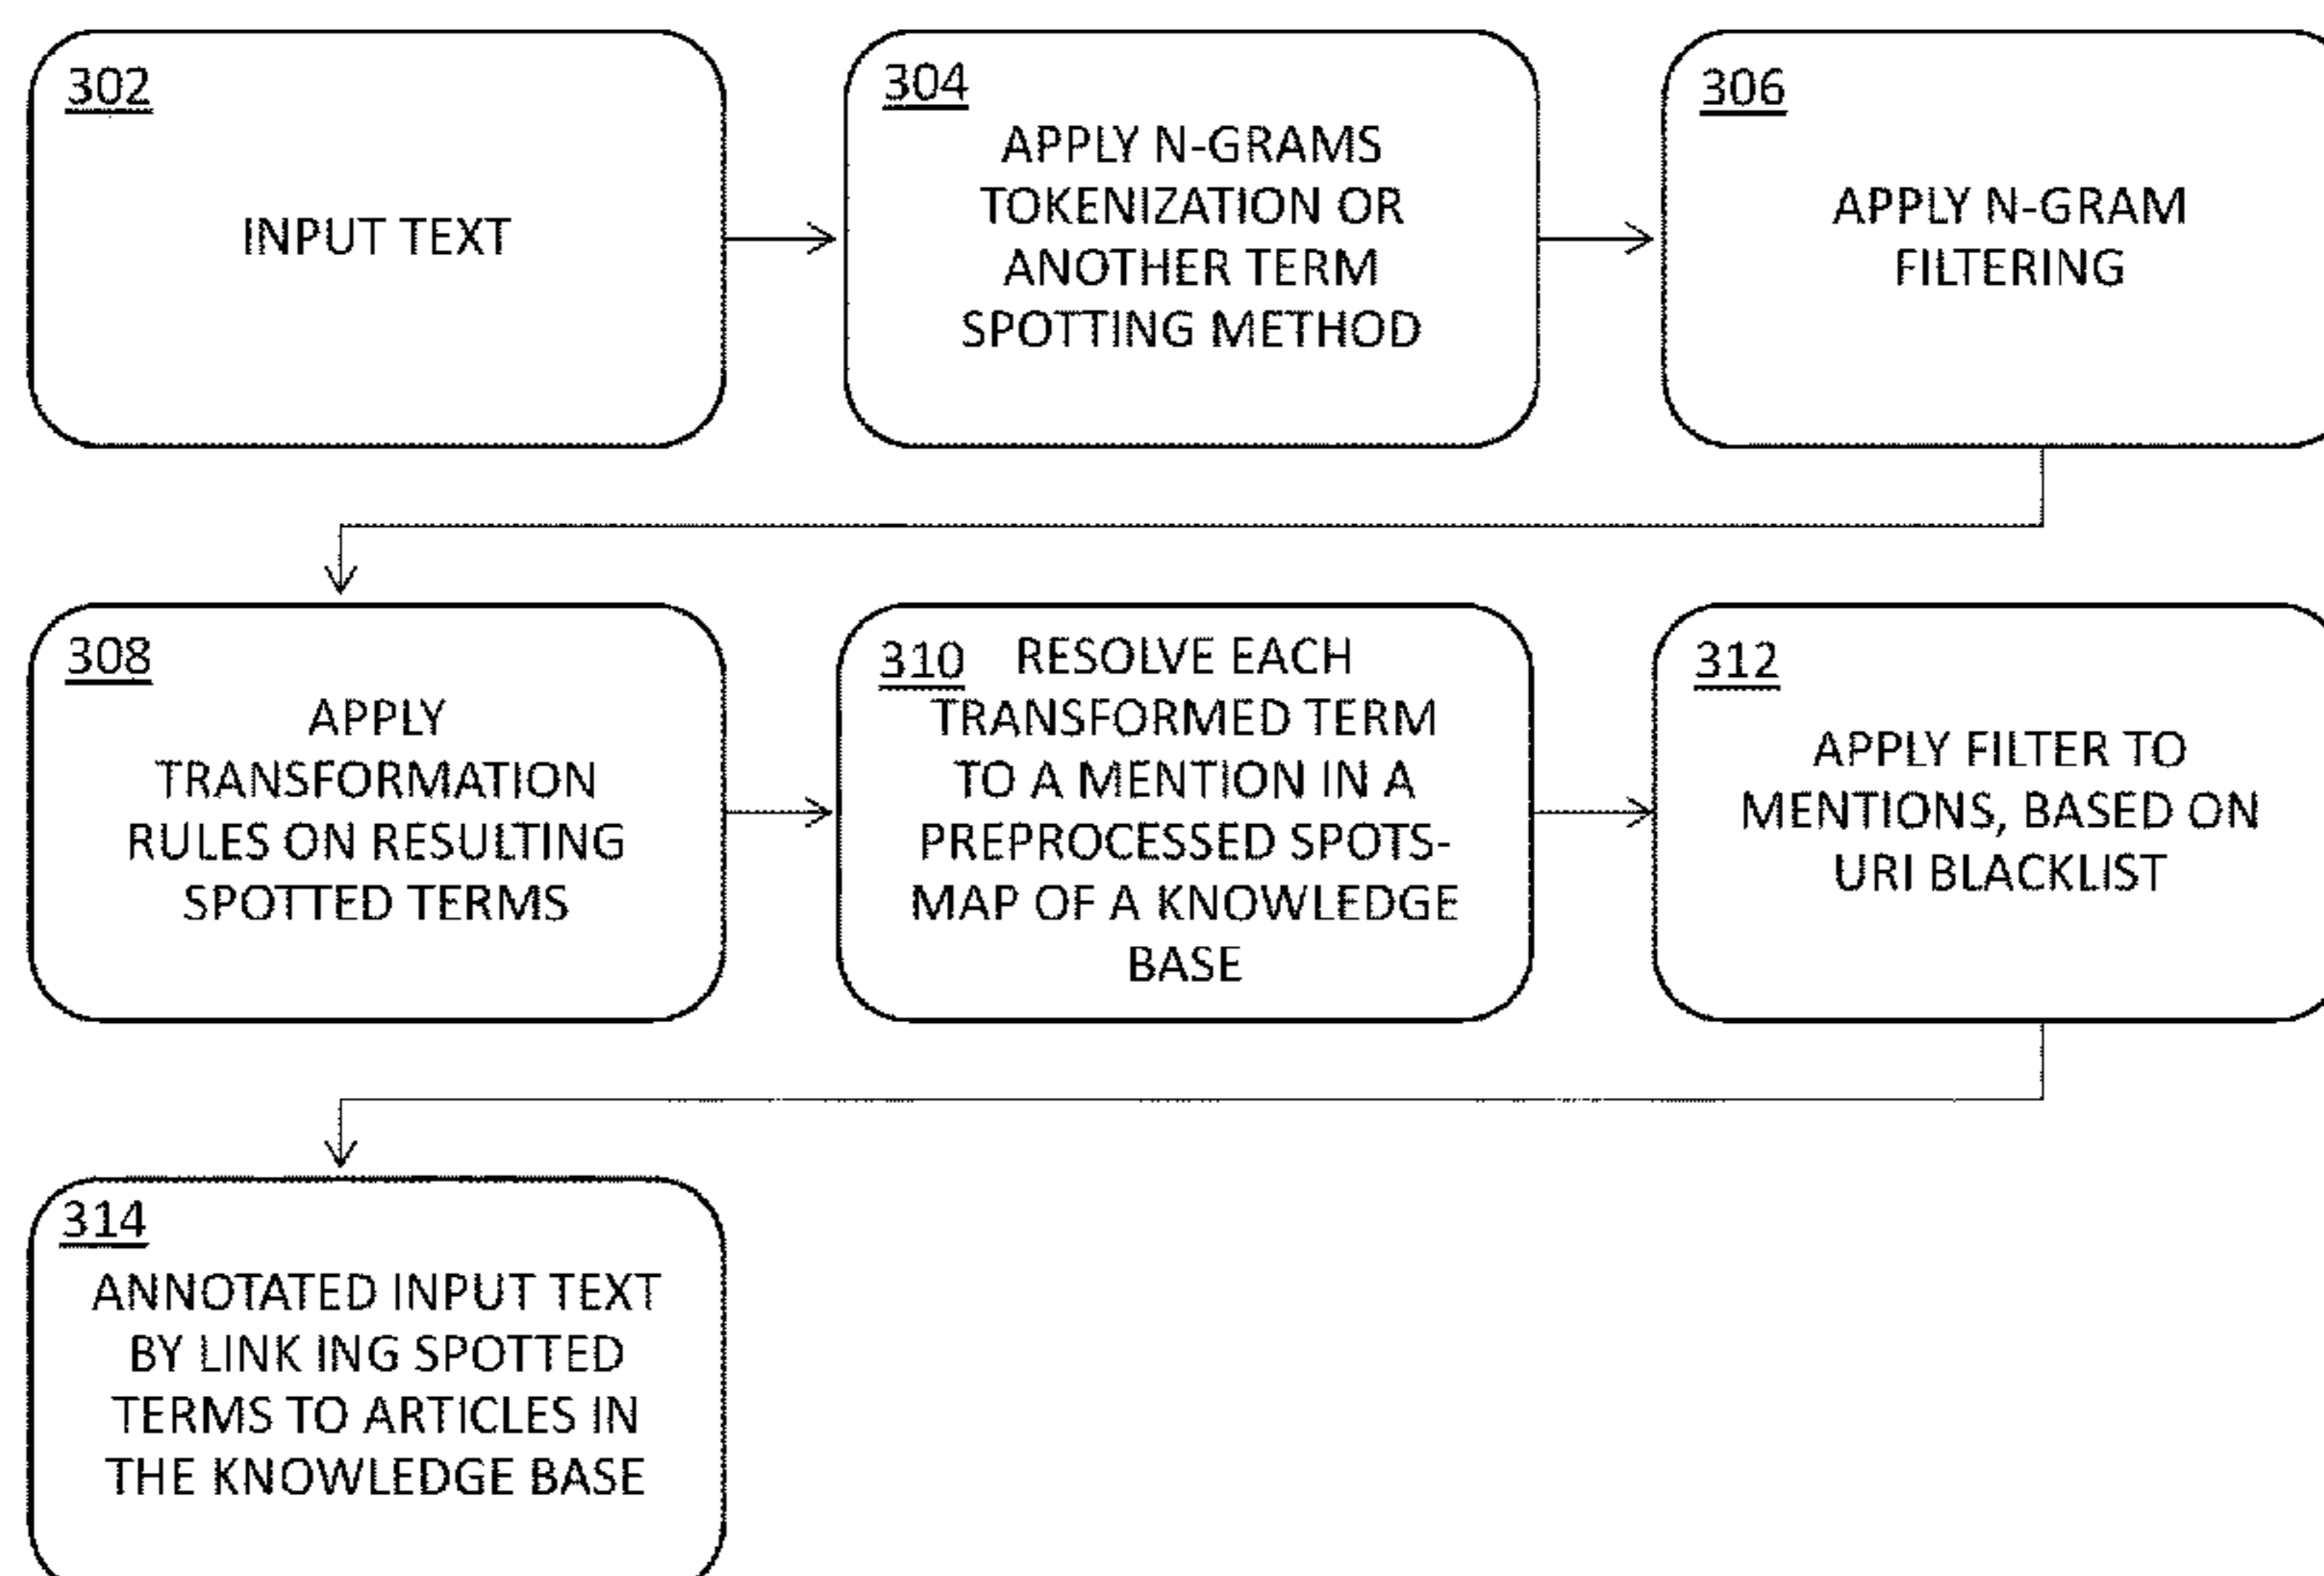 302
INPUT TEXT
304
APPLY N-GRAMS
TOKENIZATION OR
ANOTHER TERM
SPOTTING METHOD
306
APPLY N-GRAM
FILTERING
308
APPLY
TRANSFORMATION
RULES ON RESULTING
SPOTTED TERMS
310 RESOLVE EACH
TRANSFORMED TERM
TO A MENTION IN A
PREPROCESSED SPOTS-
MAP OF A KNOWLEDGE
BASE
312
APPLY FILTER TO
MENTIONS, BASED ON
URI BLACKLIST
314
ANNOTATED INPUT TEXT
BY LINK ING SPOTTED
TERMS TO ARTICLES IN
THE KNOWLEDGE BASE